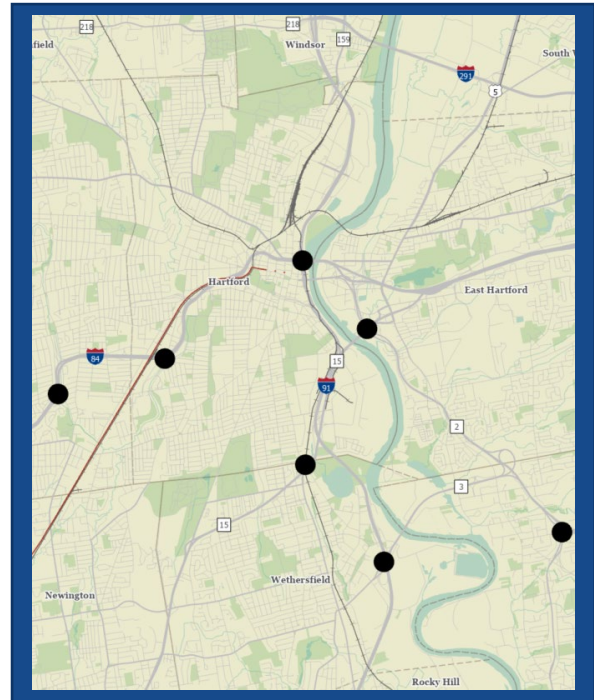 218
218
159
Windsor
nfield
South W
291
5
Hartford
East Hartford
84
15
91
2
3
15
Wethersfield
Newington
Rocky Hill